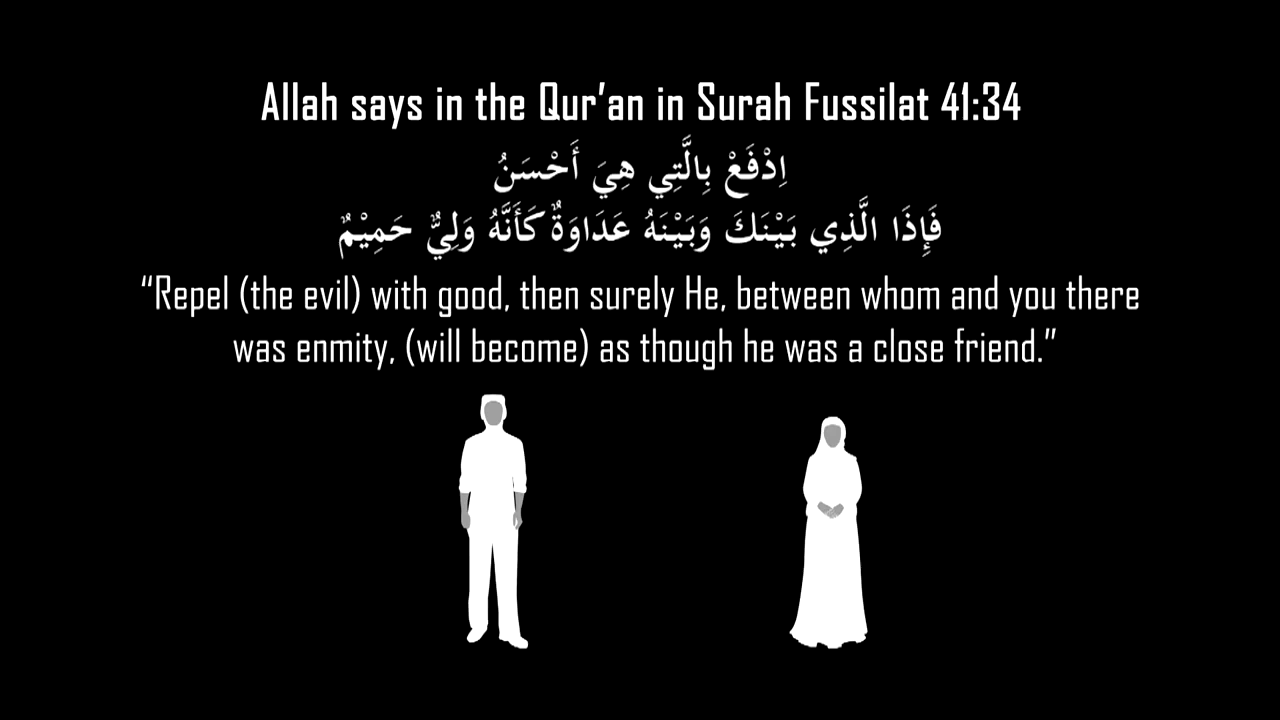 Allah says in the Qur’an in Surah Fussilat 41:34
اِدْفَعْ بِالَّتِي هِيَ أَحْسَنُ
فَإِذَا الَّذِي بَيْنَكَ وَبَيْنَهُ عَدَاوَةٌ كَأَنَّهُ وَلِيٌّ حَمِيْمٌ
“Repel (the evil) with good, then surely He, between whom and you there
was enmity, (will become) as though he was a close friend.”